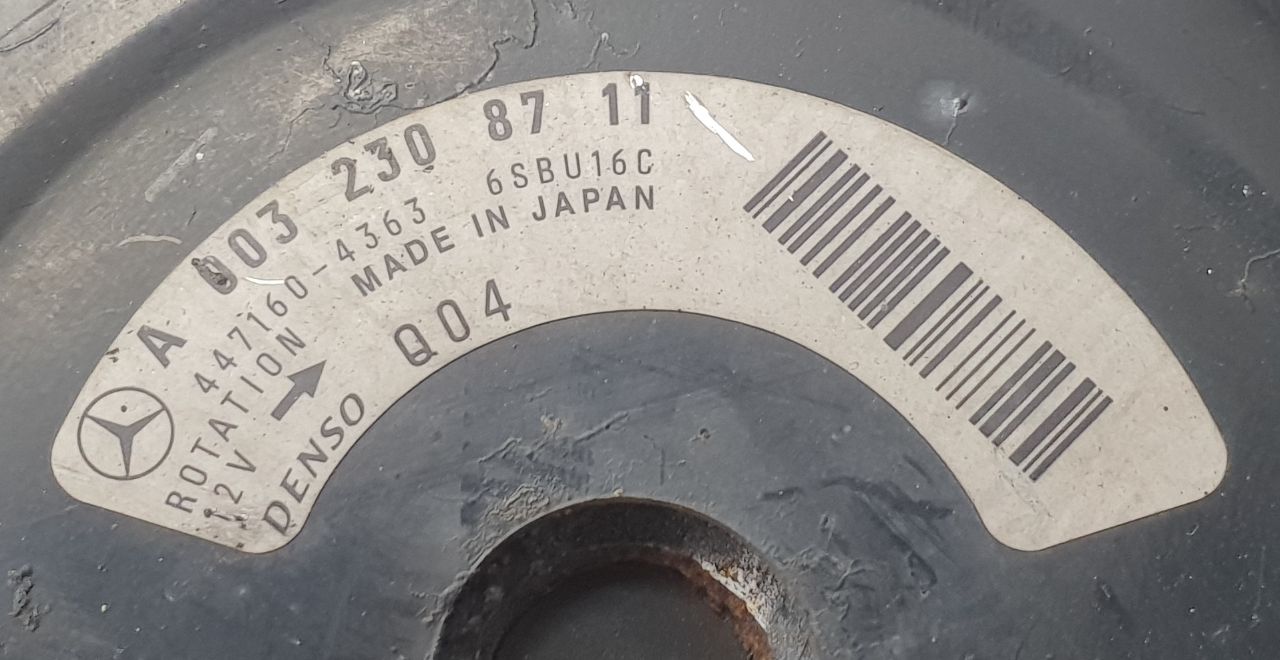 A 003 230 87 11
447160-4363 6SBU16C
ROTATION MADE IN JAPAN
12V
DENSO Q04